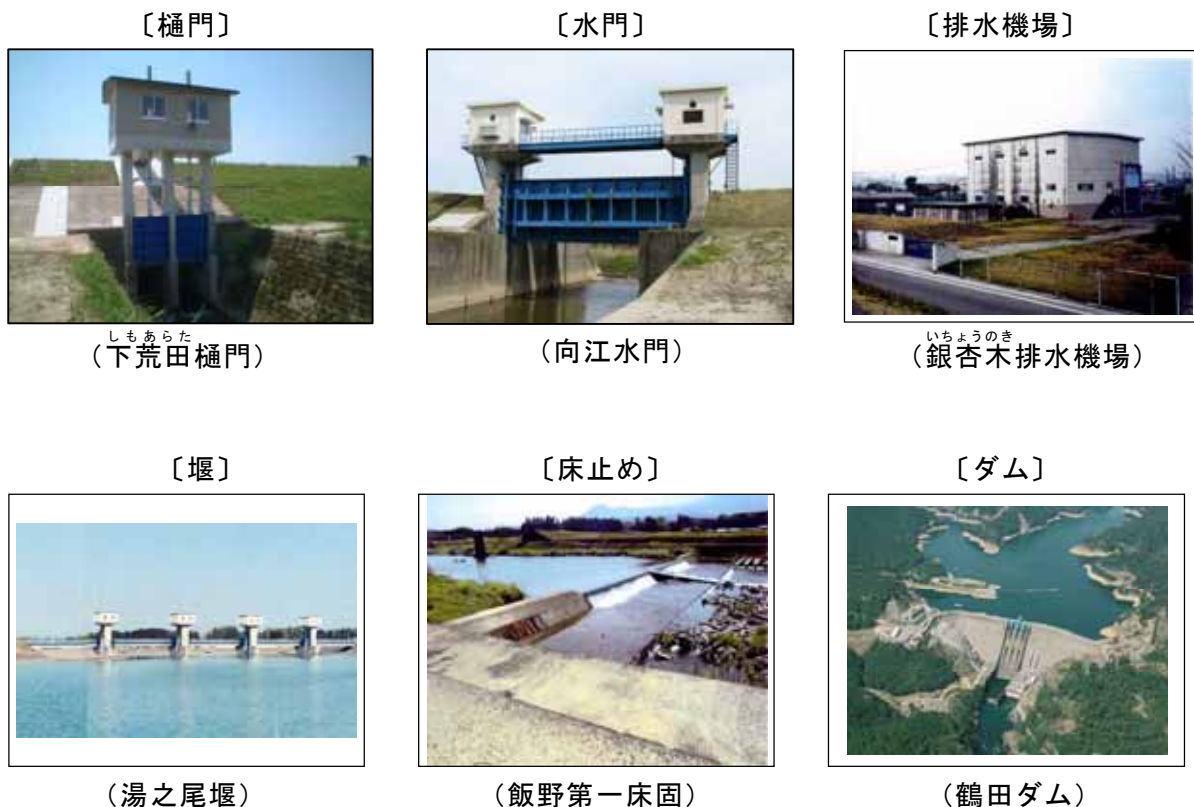 〔樋門〕
〔水門〕
〔排水機場〕
しもあらた
（下荒田樋門）
（向江水門）
いちょうのき
（銀杏木排水機場）
〔堰〕
〔床止め〕
〔ダム〕
（湯之尾堰）
（飯野第一床固）
（鶴田ダム）